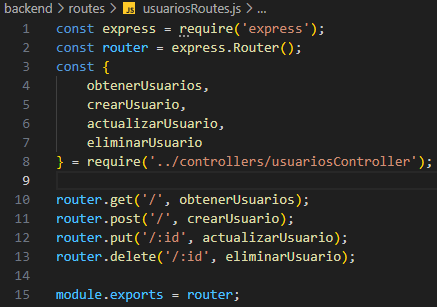 backend > routes > JS usuariosRoutes.js > ...
1 const express = require('express');
2 const router = express.Router();
3 const {
4     obtenerUsuarios,
5     crearUsuario,
6     actualizarUsuario,
7     eliminarUsuario
8 } = require('../controllers/usuariosController');
9
10 router.get('/', obtenerUsuarios);
11 router.post('/', crearUsuario);
12 router.put('/:id', actualizarUsuario);
13 router.delete('/:id', eliminarUsuario);
14
15 module.exports = router;